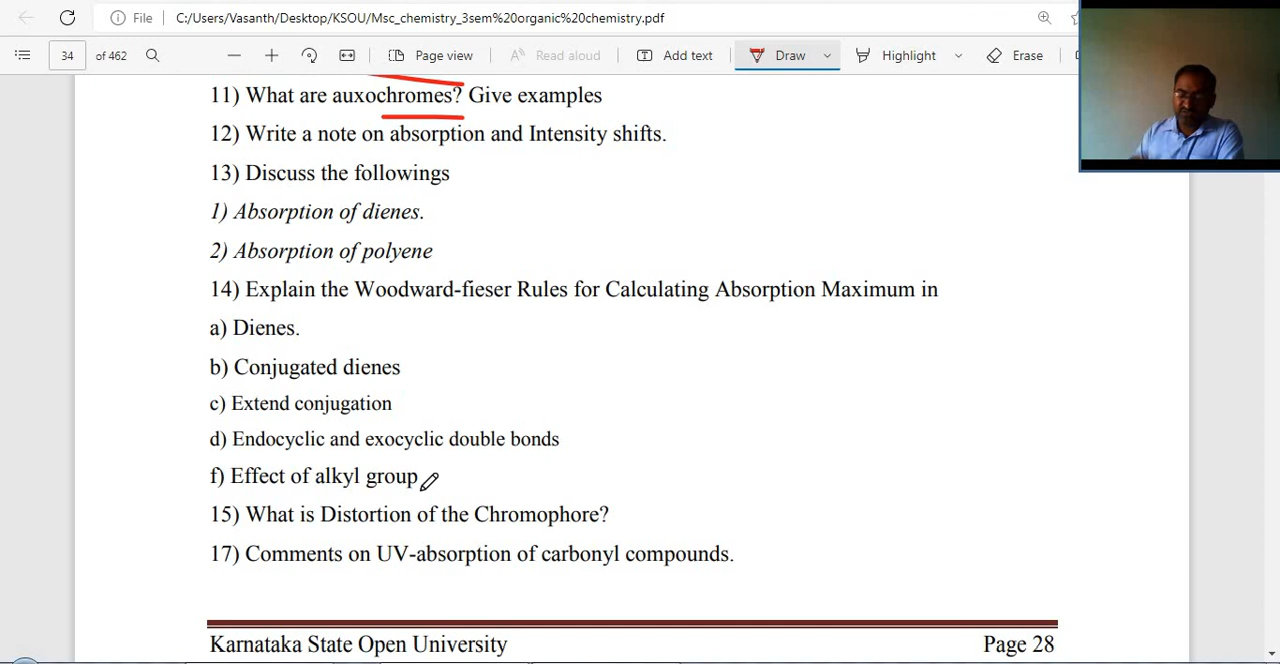 File C:/Users/Vasanth/Desktop/KSOU/Msc_chemistry_3sem%20organic%20chemistry.pdf
34 of 462 Page view Read aloud Add text Draw Highlight Erase
11) What are auxochromes? Give examples
12) Write a note on absorption and Intensity shifts.
13) Discuss the followings
1) Absorption of dienes.
2) Absorption of polyene
14) Explain the Woodward-fieser Rules for Calculating Absorption Maximum in
a) Dienes.
b) Conjugated dienes
c) Extend conjugation
d) Endocyclic and exocyclic double bonds
f) Effect of alkyl group
15) What is Distortion of the Chromophore?
17) Comments on UV-absorption of carbonyl compounds.
Karnataka State Open University Page 28